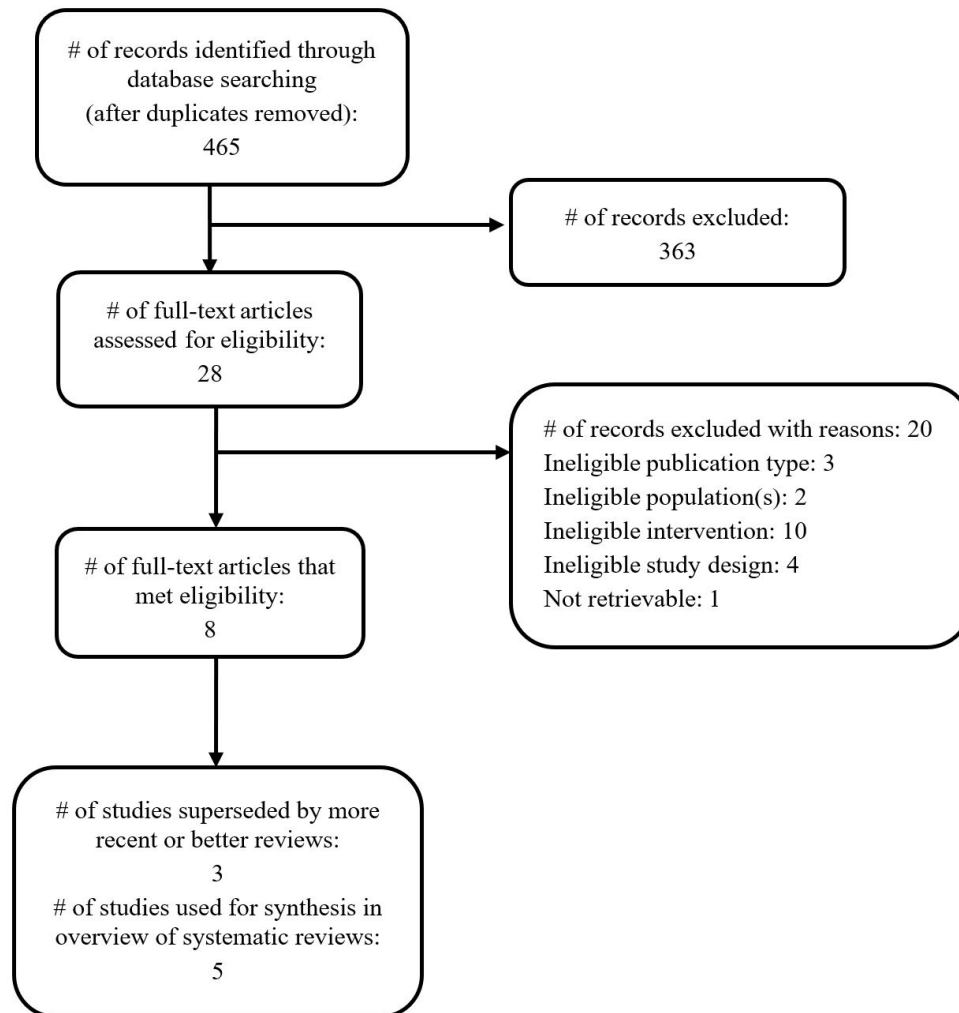 # of records identified through
database searching
(after duplicates removed):
465
# of records excluded:
363
# of full-text articles
assessed for eligibility:
28
# of records excluded with reasons: 20
Ineligible publication type: 3
Ineligible population(s): 2
Ineligible intervention: 10
Ineligible study design: 4
Not retrievable: 1
# of full-text articles that
met eligibility:
8
# of studies superseded by more
recent or better reviews:
3
# of studies used for synthesis in
overview of systematic reviews:
5